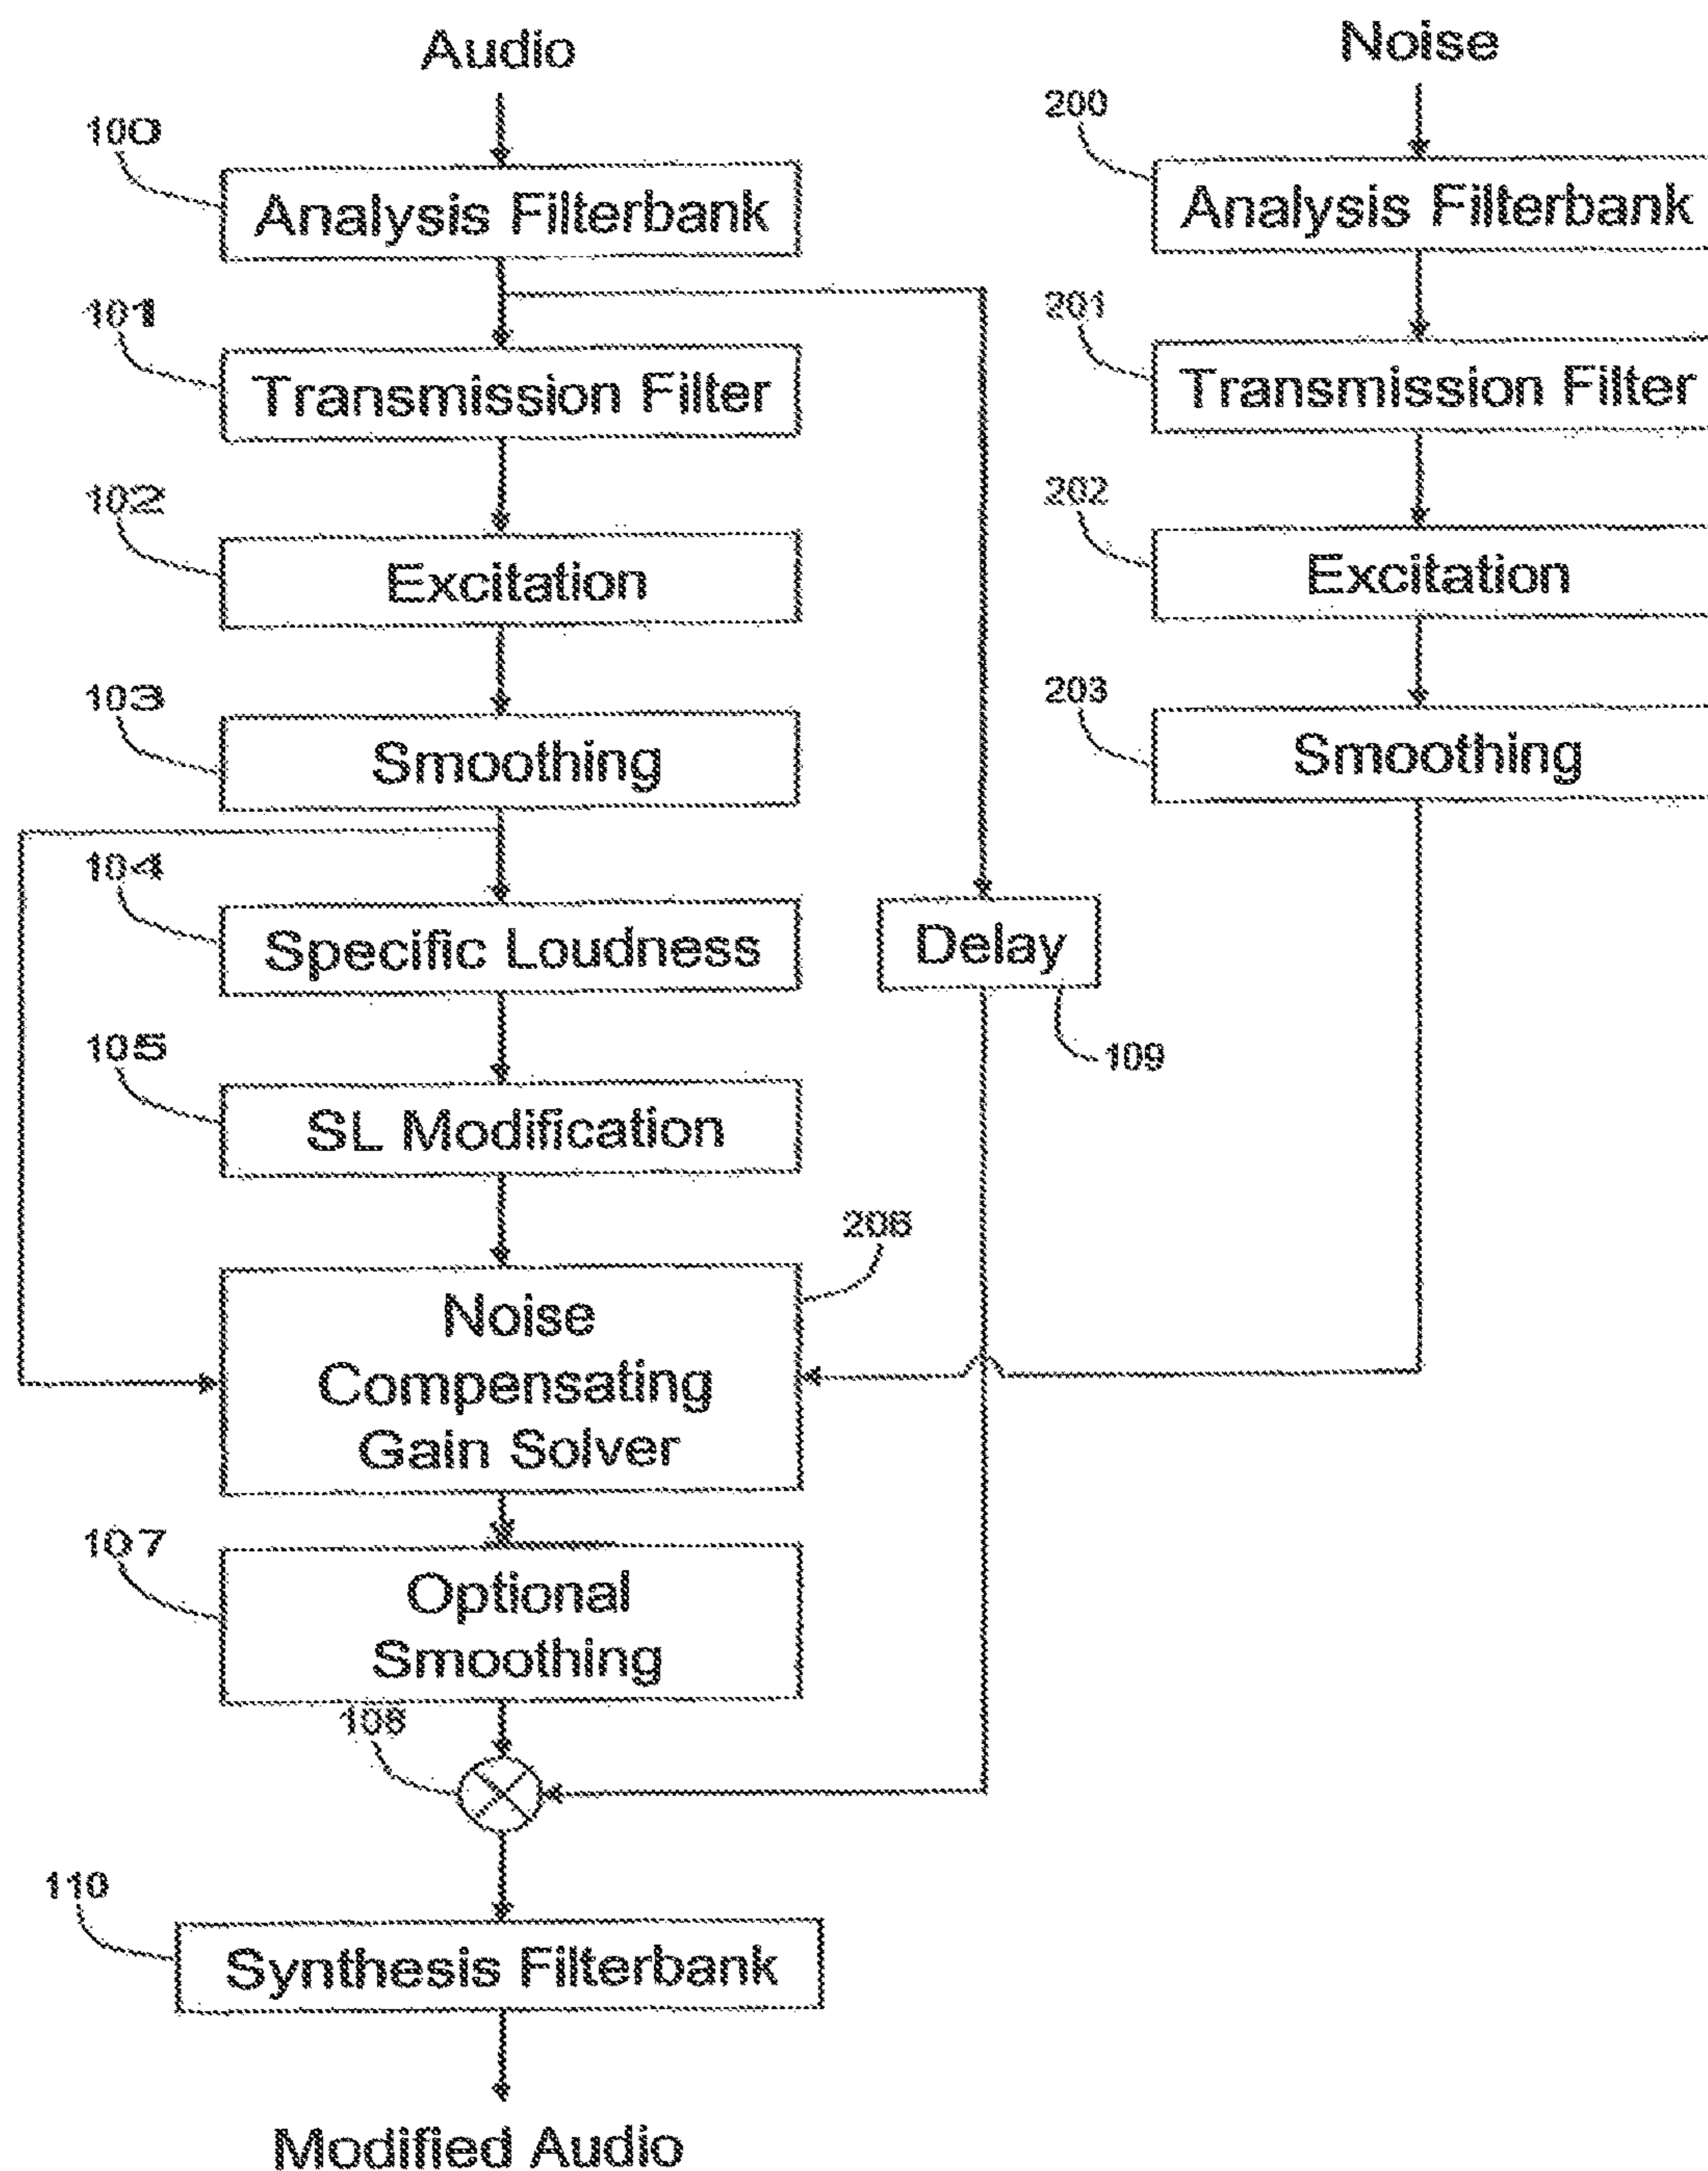 Audio
100
Analysis Filterbank
101
Transmission Filter
102
Excitation
103
Smoothing
104
Specific Loudness
105
SL Modification
206
Noise
Compensating
Gain Solver
107
Optional
Smoothing
108
110
Synthesis Filterbank
Modified Audio
Delay
109
Noise
200
Analysis Filterbank
201
Transmission Filter
202
Excitation
203
Smoothing